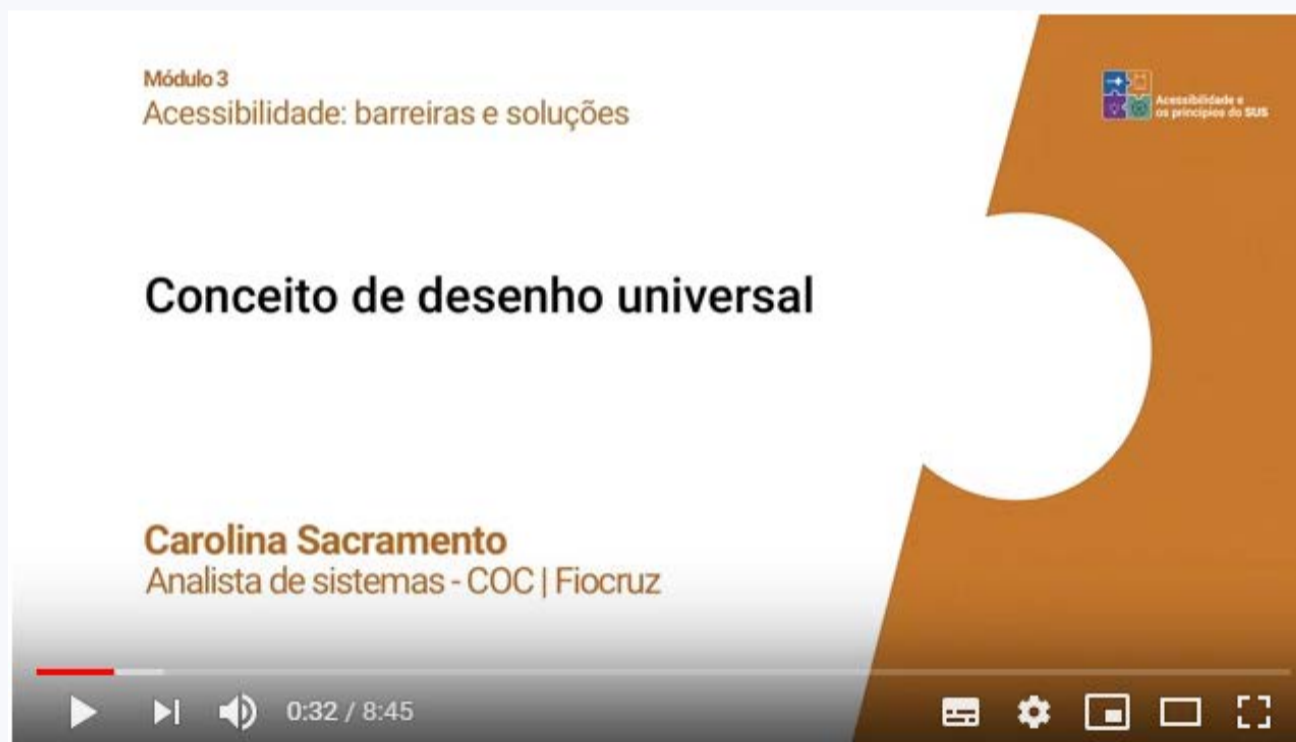 Módulo 3
Acessibilidade: barreiras e soluções
Acessibilidade e
os princípios do SUS
Conceito de desenho universal
Carolina Sacramento
Analista de sistemas - COC | Fiocruz
0:32 / 8:45